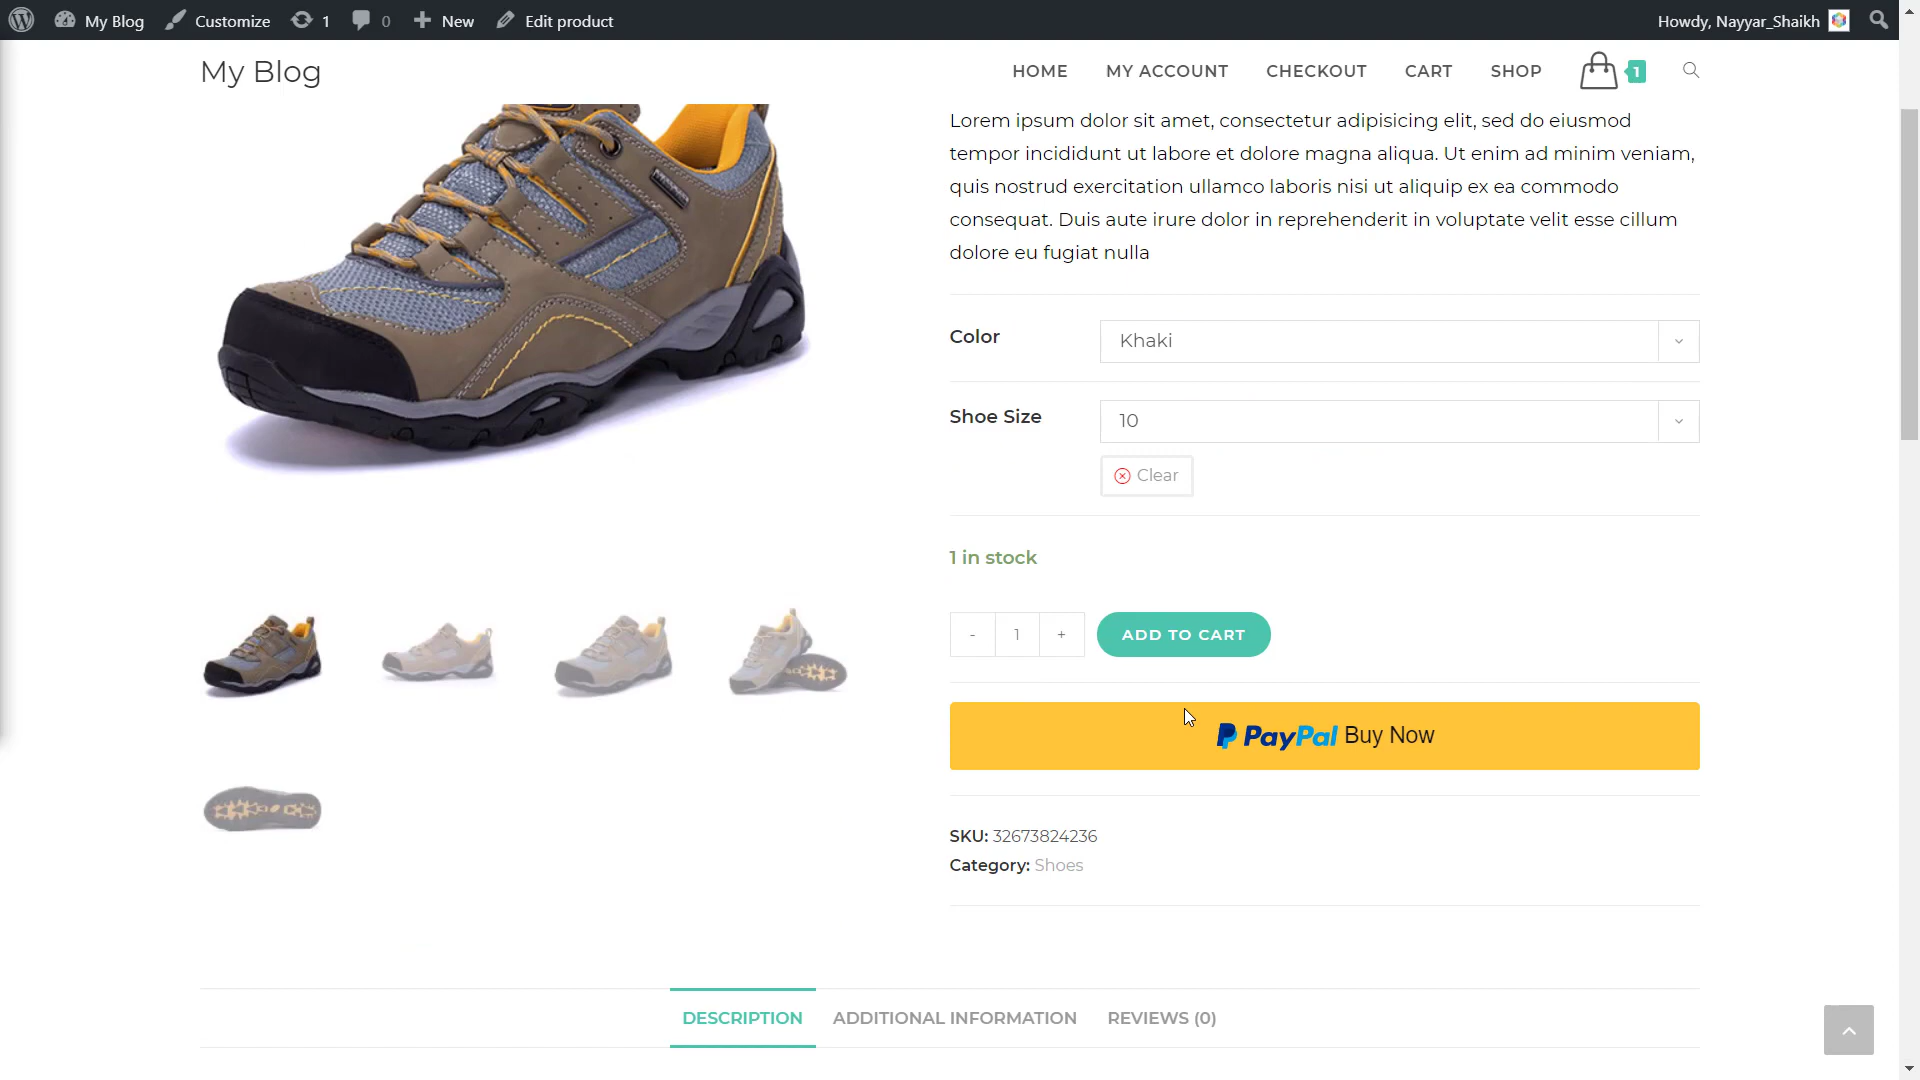 My Blog Customize 1 0 New Edit product Howdy, Nayyar_Shaikh
My Blog HOME MY ACCOUNT CHECKOUT CART SHOP 1
Lorem ipsum dolor sit amet, consectetur adipisicing elit, sed do eiusmod
tempor incididunt ut labore et dolore magna aliqua. Ut enim ad minim veniam,
quis nostrud exercitation ullamco laboris nisi ut aliquip ex ea commodo
consequat. Duis aute irure dolor in reprehenderit in voluptate velit esse cillum
dolore eu fugiat nulla
Color Khaki
Shoe Size 10
Clear
1 in stock
- 1 + ADD TO CART
PayPal Buy Now
SKU: 32673824236
Category: Shoes
DESCRIPTION ADDITIONAL INFORMATION REVIEWS (0)